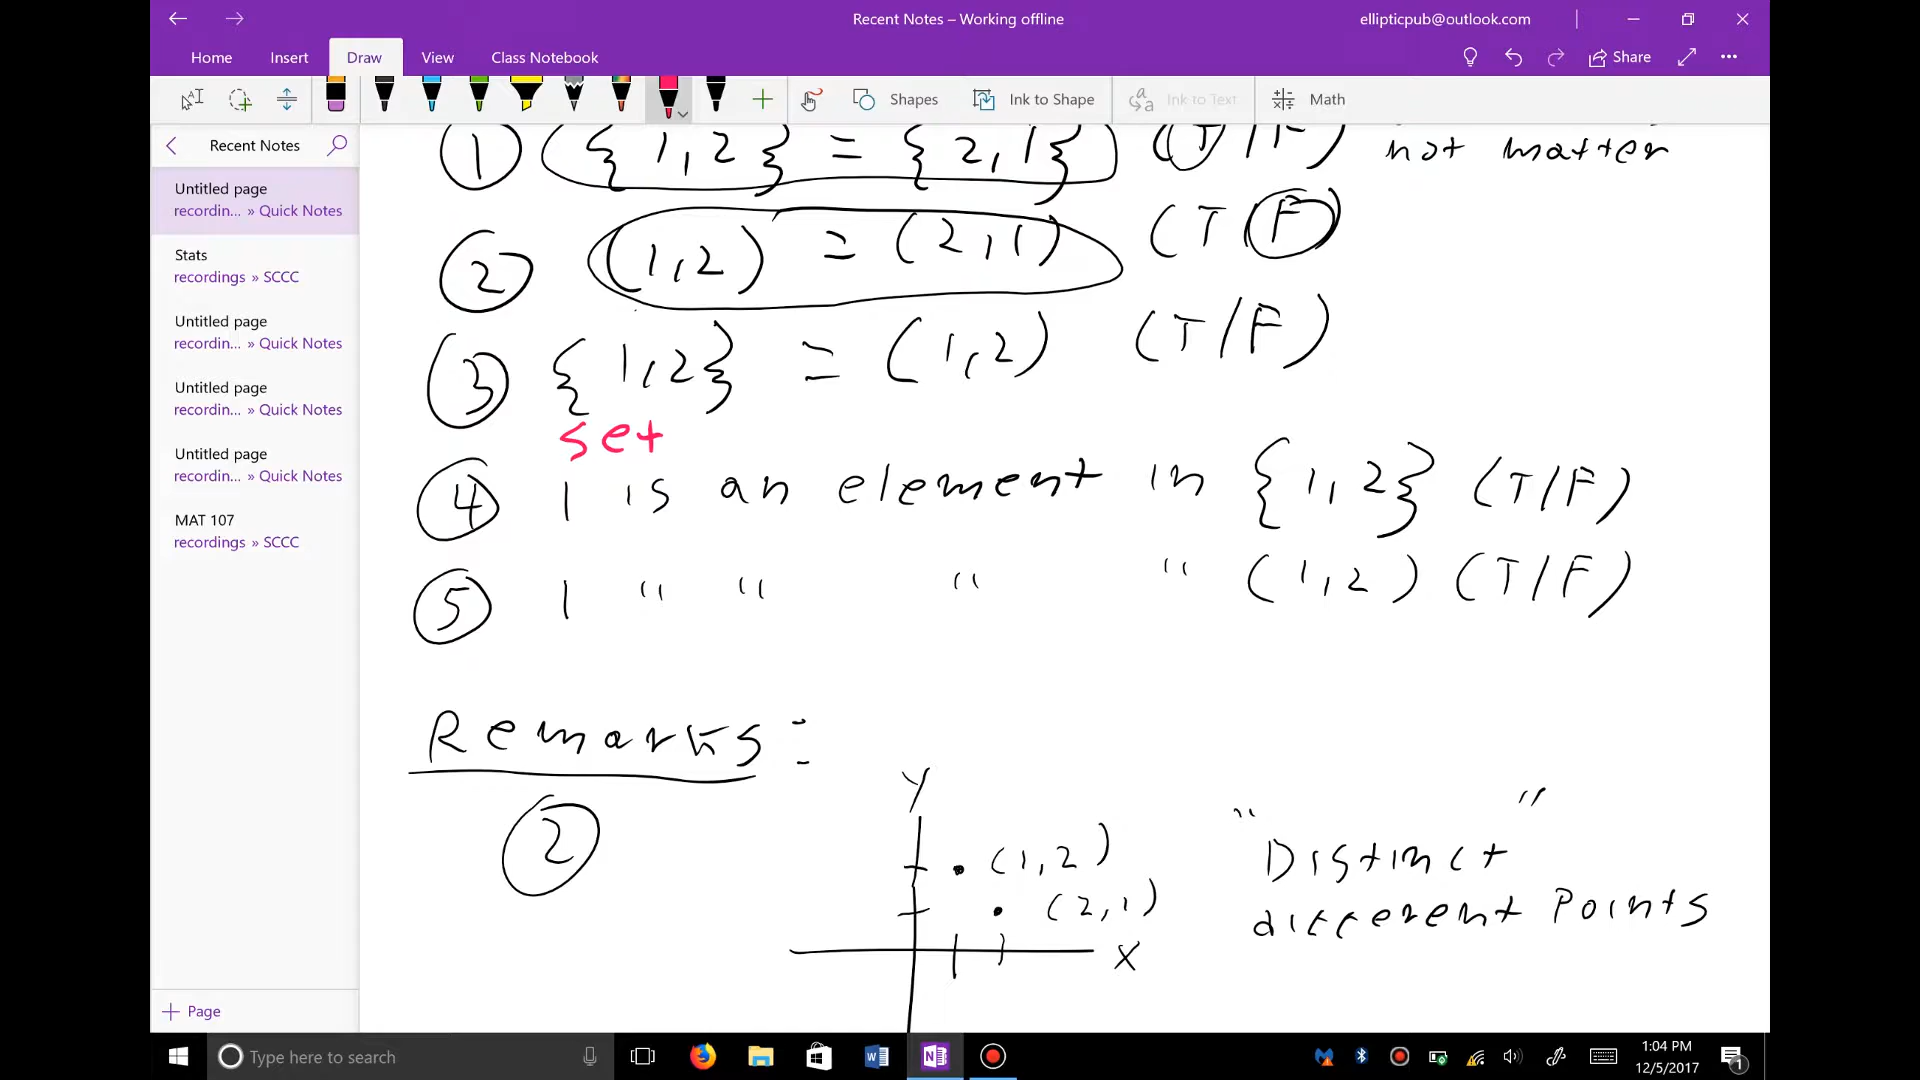 Recent Notes – Working offline
ellipticpub@outlook.com
Home Insert Draw View Class Notebook
Share
Shapes Ink to Shape Ink to Text Math
Recent Notes
Untitled page
recordin... » Quick Notes
Stats
recordings » SCCC
Untitled page
recordin... » Quick Notes
Untitled page
recordin... » Quick Notes
Untitled page
recordin... » Quick Notes
MAT 107
recordings » SCCC
Page
1 {1,2} = {2,1} (T/F) not matter
2 (1,2) = (2,1) (T F)
3 {1,2} = (1,2) (T/F)
set
4 1 is an element in {1,2} (T/F)
5 1 " " " " (1,2) (T/F)
Remarks:
2
Y
(1,2)
(2,1)
X
"Distinct"
different Points
Type here to search
1:04 PM
12/5/2017
1